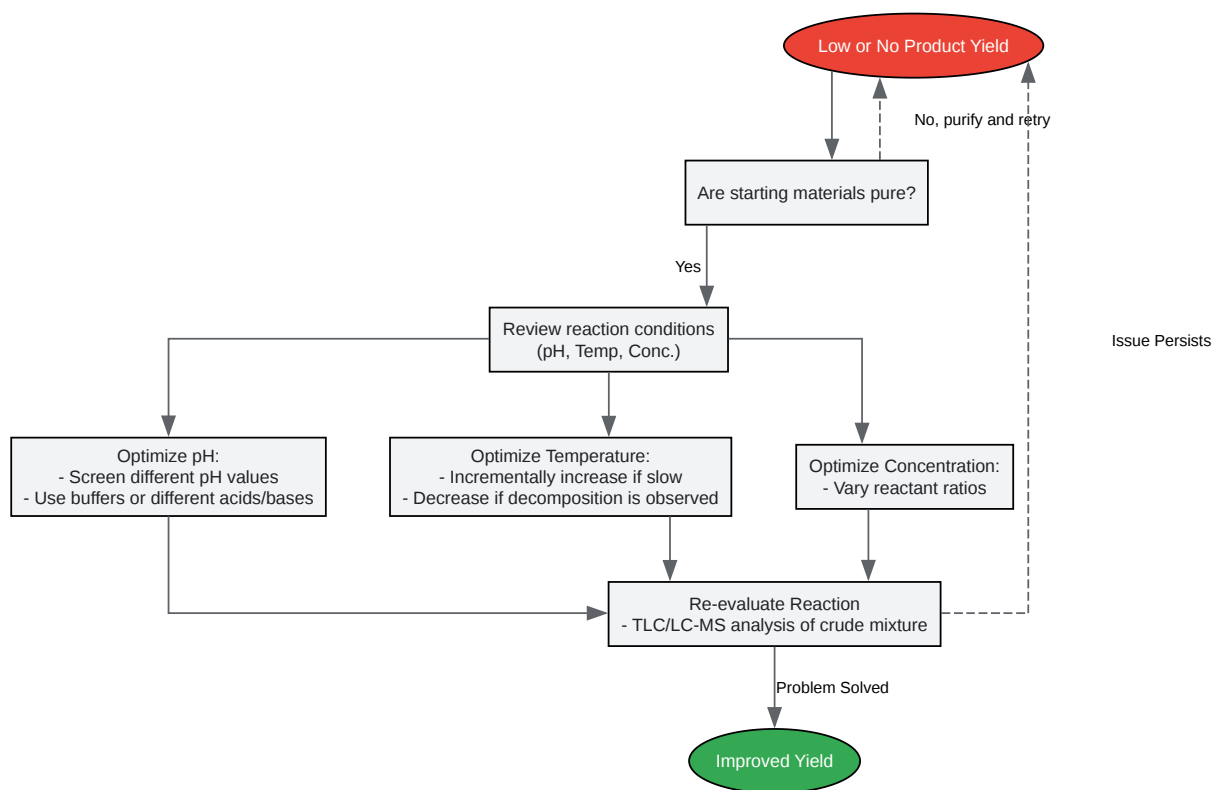 Low or No Product Yield
No, purify and retry
Are starting materials pure?
Yes
Review reaction conditions
(pH, Temp, Conc.)
Issue Persists
Optimize pH:
- Screen different pH values
- Use buffers or different acids/bases
Optimize Temperature:
- Incrementally increase if slow
- Decrease if decomposition is observed
Optimize Concentration:
- Vary reactant ratios
Re-evaluate Reaction
- TLC/LC-MS analysis of crude mixture
Problem Solved
Improved Yield